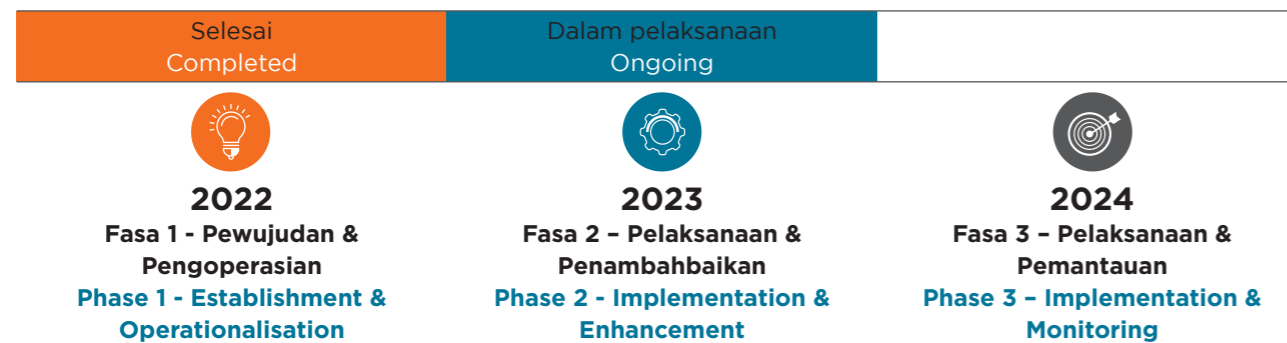 Selesai
Completed
Dalam pelaksanaan
Ongoing
2022
Fasa 1 - Pewujudan &
Pengoperasian
Phase 1 - Establishment &
Operationalisation
2023
Fasa 2 – Pelaksanaan &
Penambahbaikan
Phase 2 - Implementation &
Enhancement
2024
Fasa 3 – Pelaksanaan &
Pemantauan
Phase 3 – Implementation &
Monitoring